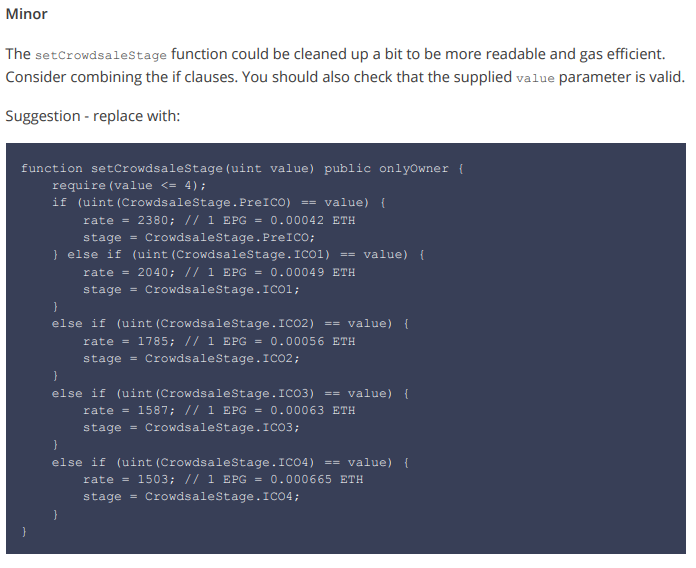 Minor
The setCrowdsaleStage function could be cleaned up a bit to be more readable and gas efficient.
Consider combining the if clauses. You should also check that the supplied value parameter is valid.
Suggestion - replace with:
function setCrowdsaleStage(uint value) public onlyOwner {
    require(value <= 4);
    if (uint(CrowdsaleStage.PreICO) == value) {
        rate = 2380; // 1 EPG = 0.00042 ETH
        stage = CrowdsaleStage.PreICO;
    } else if (uint(CrowdsaleStage.ICO1) == value) {
        rate = 2040; // 1 EPG = 0.00049 ETH
        stage = CrowdsaleStage.ICO1;
    }
    else if (uint(CrowdsaleStage.ICO2) == value) {
        rate = 1785; // 1 EPG = 0.00056 ETH
        stage = CrowdsaleStage.ICO2;
    }
    else if (uint(CrowdsaleStage.ICO3) == value) {
        rate = 1587; // 1 EPG = 0.00063 ETH
        stage = CrowdsaleStage.ICO3;
    }
    else if (uint(CrowdsaleStage.ICO4) == value) {
        rate = 1503; // 1 EPG = 0.000665 ETH
        stage = CrowdsaleStage.ICO4;
    }
}